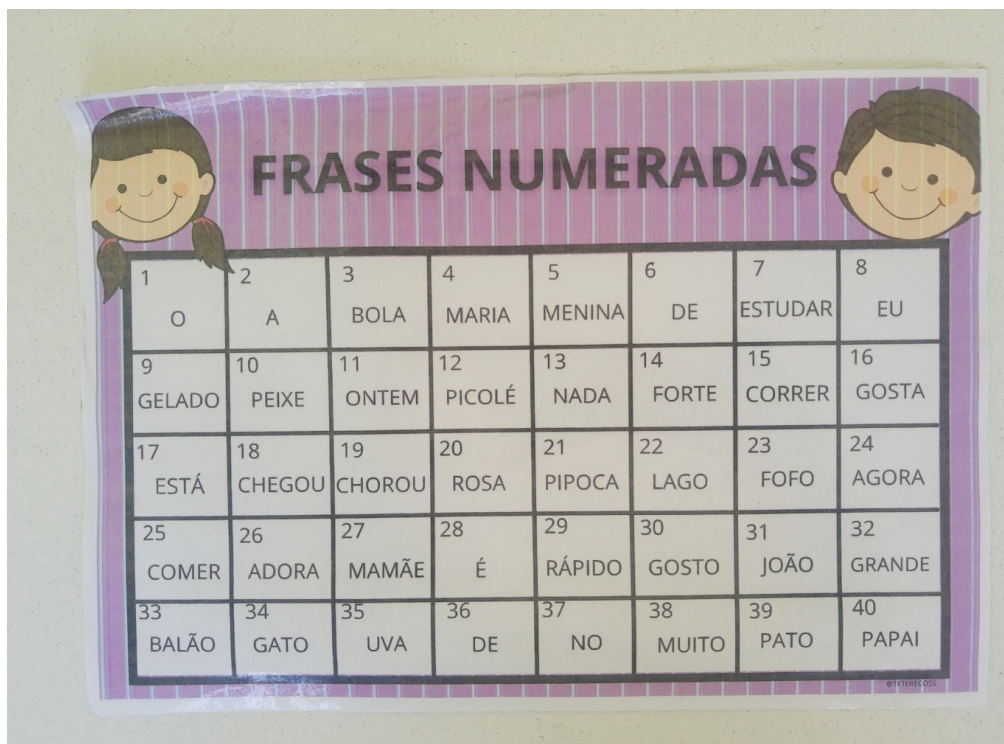 FRASES NUMERADAS
1 2 3 4 5 6 7 8
O A BOLA MARIA MENINA DE ESTUDAR EU
9 10 11 12 13 14 15 16
GELADO PEIXE ONTEM PICOLÉ NADA FORTE CORRER GOSTA
17 18 19 20 21 22 23 24
ESTÁ CHEGOU CHOROU ROSA PIPOCA LAGO FOFO AGORA
25 26 27 28 29 30 31 32
COMER ADORA MAMÃE É RÁPIDO GOSTO JOÃO GRANDE
33 34 35 36 37 38 39 40
BALÃO GATO UVA DE NO MUITO PATO PAPAI